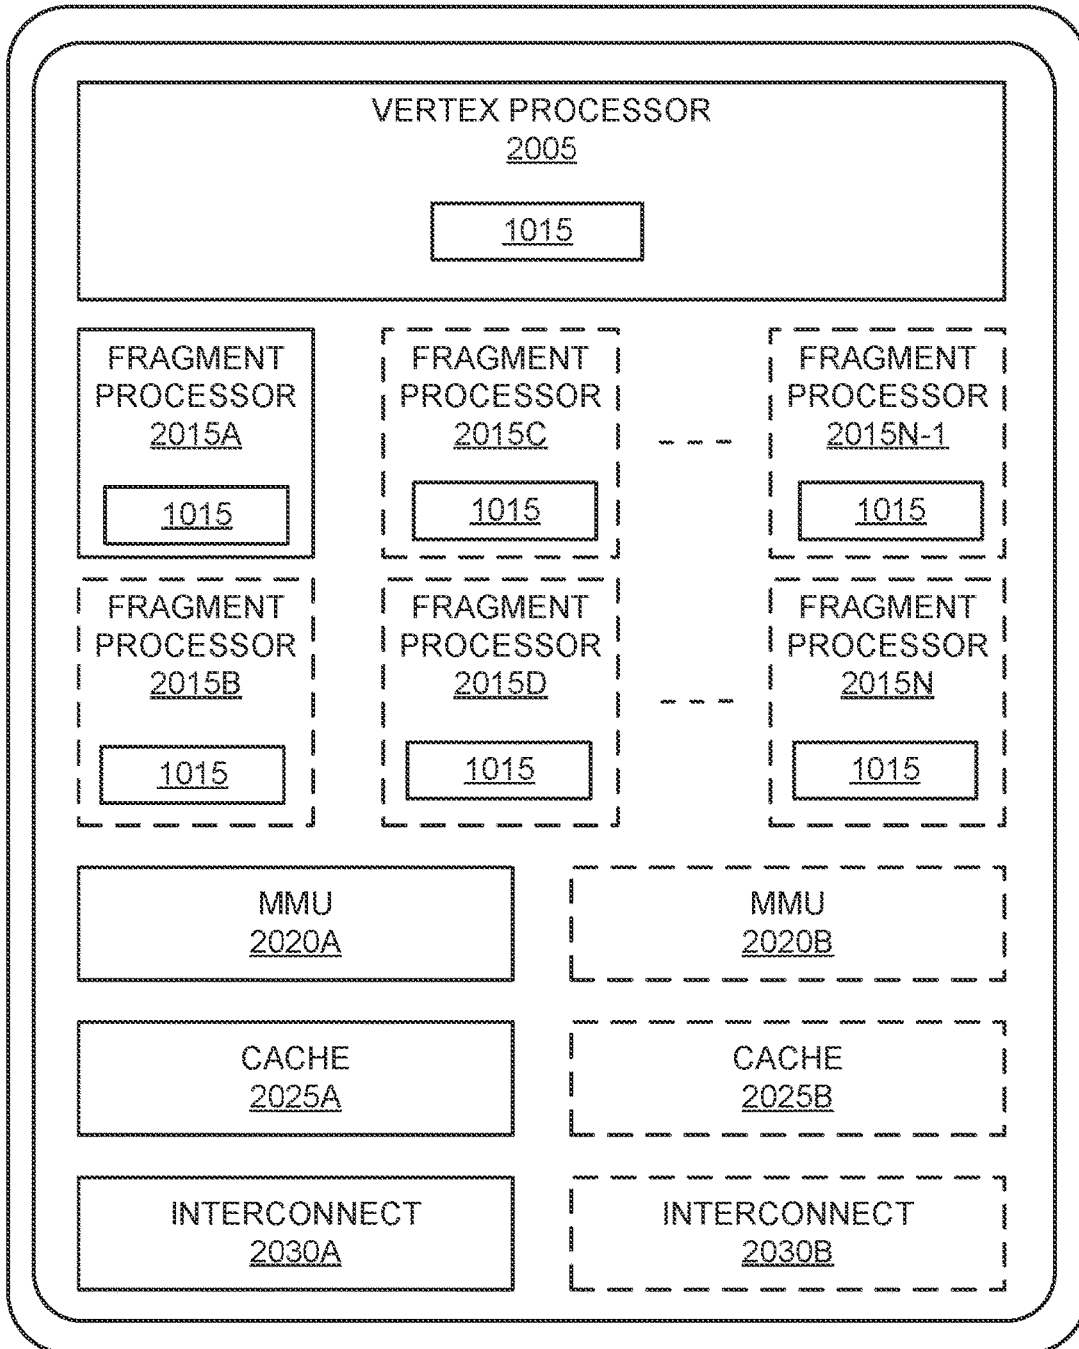 VERTEX PROCESSOR
2005
1015
FRAGMENT
PROCESSOR
2015A
1015
FRAGMENT
PROCESSOR
2015C
1015
FRAGMENT
PROCESSOR
2015N-1
1015
FRAGMENT
PROCESSOR
2015B
1015
FRAGMENT
PROCESSOR
2015D
1015
FRAGMENT
PROCESSOR
2015N
1015
MMU
2020A
MMU
2020B
CACHE
2025A
CACHE
2025B
INTERCONNECT
2030A
INTERCONNECT
2030B